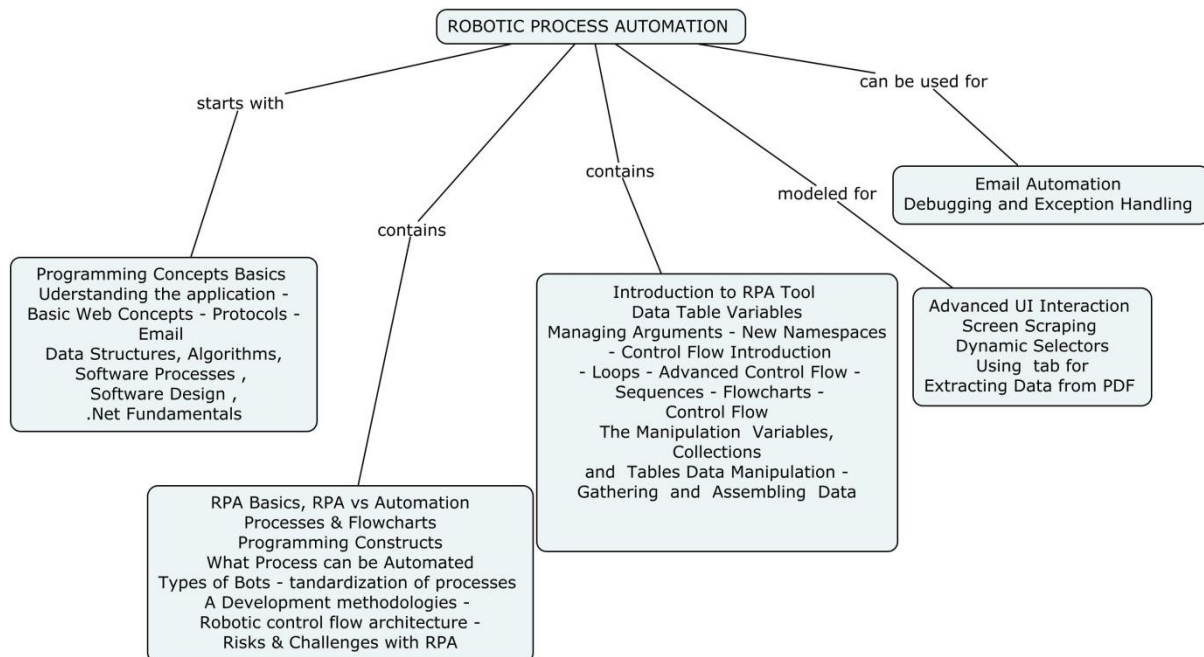 ROBOTIC PROCESS AUTOMATION
starts with
Programming Concepts Basics
Uderstanding the application -
Basic Web Concepts - Protocols -
Email
Data Structures, Algorithms,
Software Processes ,
Software Design ,
.Net Fundamentals
contains
RPA Basics, RPA vs Automation
Processes & Flowcharts
Programming Constructs
What Process can be Automated
Types of Bots - tandardization of processes
A Development methodologies -
Robotic control flow architecture -
Risks & Challenges with RPA
contains
Introduction to RPA Tool
Data Table Variables
Managing Arguments - New Namespaces
- Control Flow Introduction
- Loops - Advanced Control Flow -
Sequences - Flowcharts -
Control Flow
The Manipulation Variables,
Collections
and Tables Data Manipulation -
Gathering and Assembling Data
modeled for
Advanced UI Interaction
Screen Scraping
Dynamic Selectors
Using tab for
Extracting Data from PDF
can be used for
Email Automation
Debugging and Exception Handling